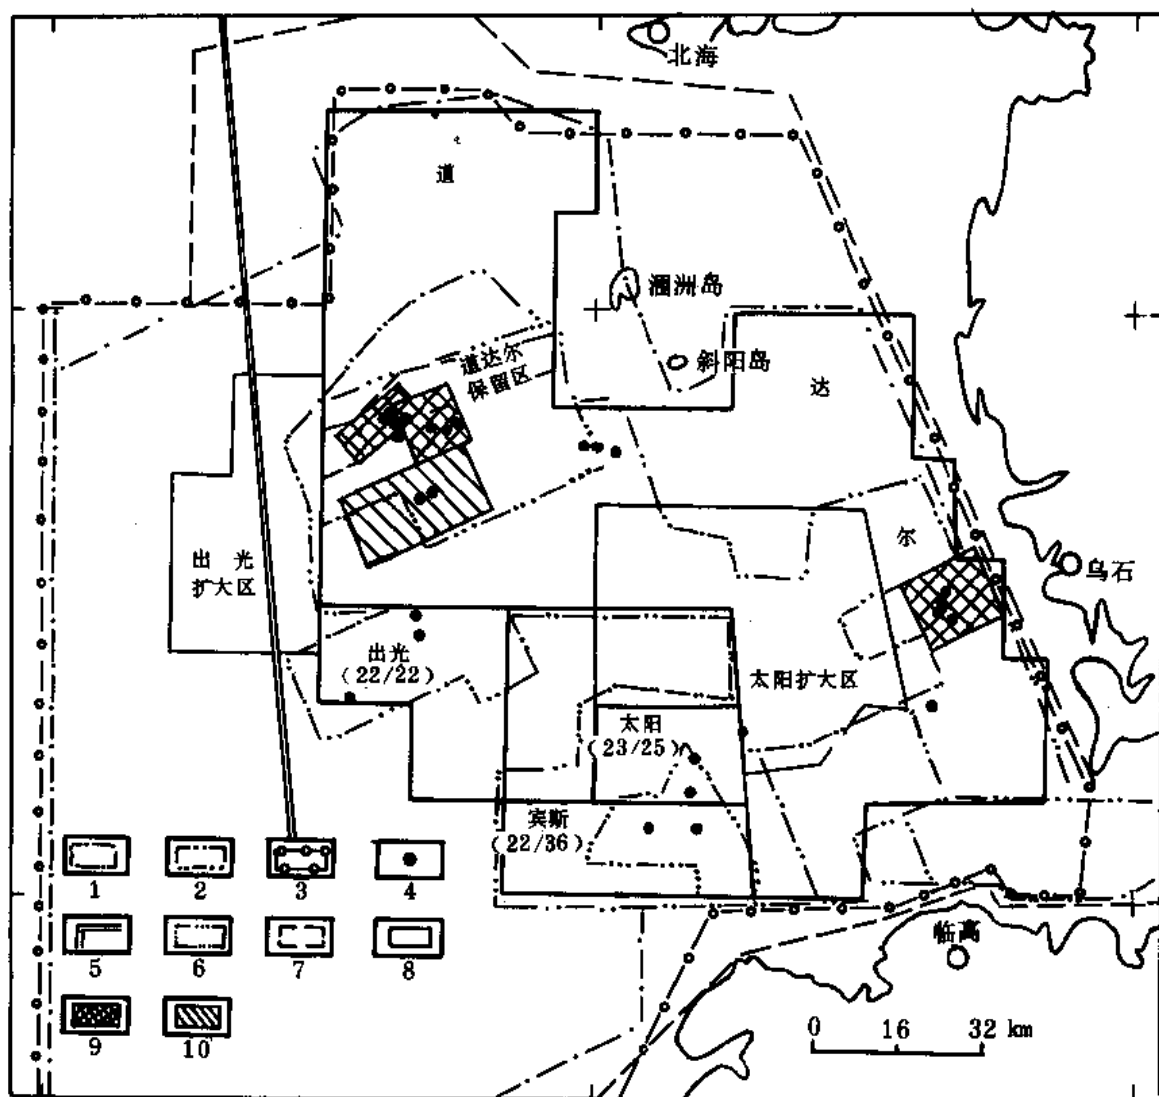 北海
道
涠洲岛
道达尔
保留区
斜阳岛
达
尔
乌石
出光
扩大区
出光
(22/22)
太阳扩大区
太阳
(23/25)
宾斯
(22/36)
1
2
3
4
5
6
7
8
9
10
临高
0 16 32 km